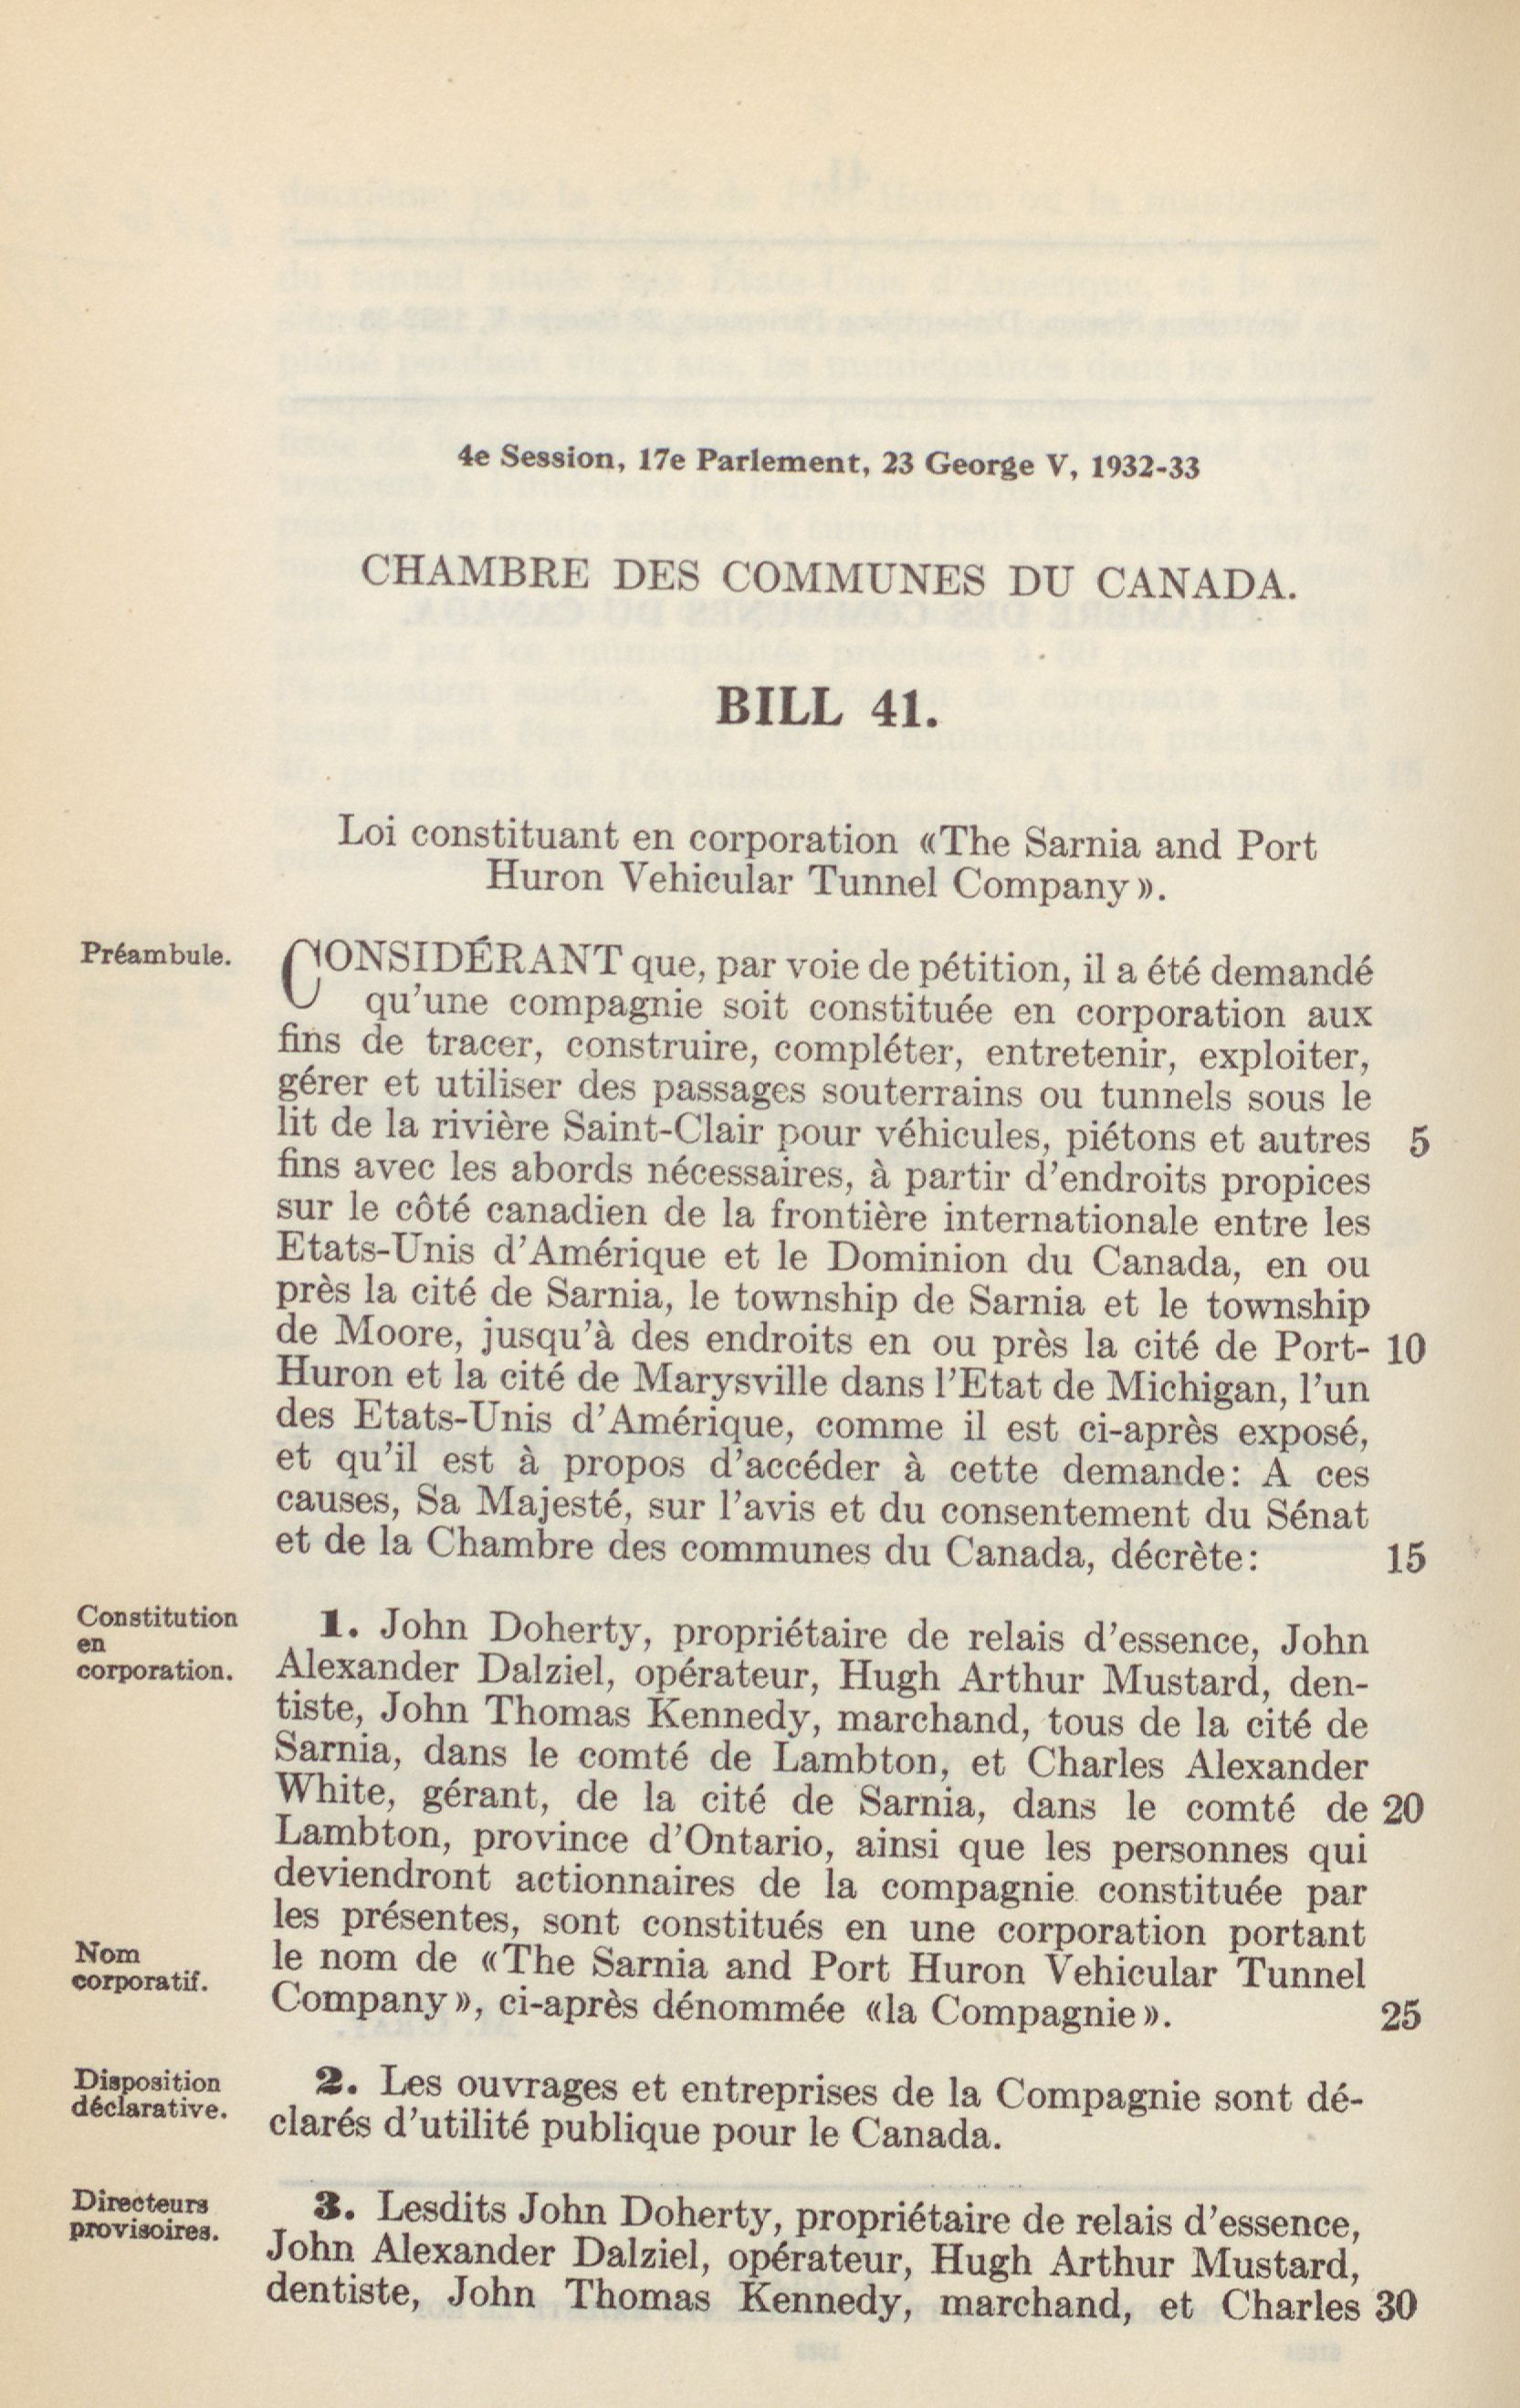 4e Session, 17e Parlement, 23 George V, 1932-33
CHAMBRE DES COMMUNES DU CANADA.
BILL 41.
Loi constituant en corporation «The Sarnia and Port
Huron Vehicular Tunnel Company».
Préambule.
CONSIDÉRANT que, par voie de pétition, il a été demandé
qu'une compagnie soit constituée en corporation aux
fins de tracer, construire, compléter, entretenir, exploiter,
gérer et utiliser des passages souterrains ou tunnels sous le
lit de la rivière Saint-Clair pour véhicules, piétons et autres 5
fins avec les abords nécessaires, à partir d'endroits propices
sur le côté canadien de la frontière internationale entre les
Etats-Unis d'Amérique et le Dominion du Canada, en ou
près la cité de Sarnia, le township de Sarnia et le township
de Moore, jusqu'à des endroits en ou près la cité de Port- 10
Huron et la cité de Marysville dans l'Etat de Michigan, l'un
des Etats-Unis d'Amérique, comme il est ci-après exposé,
et qu'il est à propos d'accéder à cette demande: A ces
causes, Sa Majesté, sur l'avis et du consentement du Sénat
et de la Chambre des communes du Canada, décrète: 15
Constitution
en
corporation.
1. John Doherty, propriétaire de relais d'essence, John
Alexander Dalziel, opérateur, Hugh Arthur Mustard, den-
tiste, John Thomas Kennedy, marchand, tous de la cité de
Sarnia, dans le comté de Lambton, et Charles Alexander
White, gérant, de la cité de Sarnia, dans le comté de 20
Lambton, province d'Ontario, ainsi que les personnes qui
deviendront actionnaires de la compagnie constituée par
les présentes, sont constitués en une corporation portant
Nom
corporatif.
le nom de «The Sarnia and Port Huron Vehicular Tunnel
Company», ci-après dénommée «la Compagnie». 25
Disposition
déclarative.
2. Les ouvrages et entreprises de la Compagnie sont dé-
clarés d'utilité publique pour le Canada.
Directeurs
provisoires.
3. Lesdits John Doherty, propriétaire de relais d'essence,
John Alexander Dalziel, opérateur, Hugh Arthur Mustard,
dentiste, John Thomas Kennedy, marchand, et Charles 30